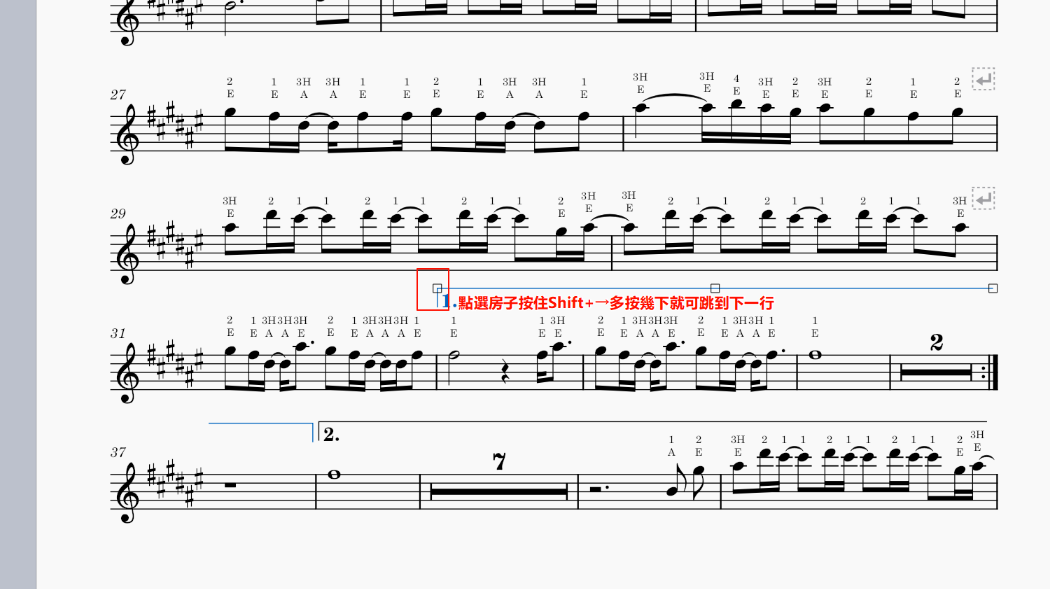 27
2 1 3H 3H 1 1 2 1 3H 3H 1 3H 3H 4 3H 2 3H 2 1 2
E E A A E E E E A A E E E E E E E E E E
29
3H 2 1 1 2 1 1 2 1 1 2 3H 3H 2 1 1 2 1 1 2 1 1 3H
E E E E E
1.點選房子按住Shift+→多按幾下就可跳到下一行
31
2 1 3H 3H 3H 2 1 3H 3H 3H 1 1 1 3H 2 1 3H 3H 3H 2 1 3H 3H 1 1
E E A A E E E A A A E E E E E E A A E E E A A E E
2
2.
37
7
1 2 3H 2 1 1 2 1 1 2 1 1 2 3H
A E E E E